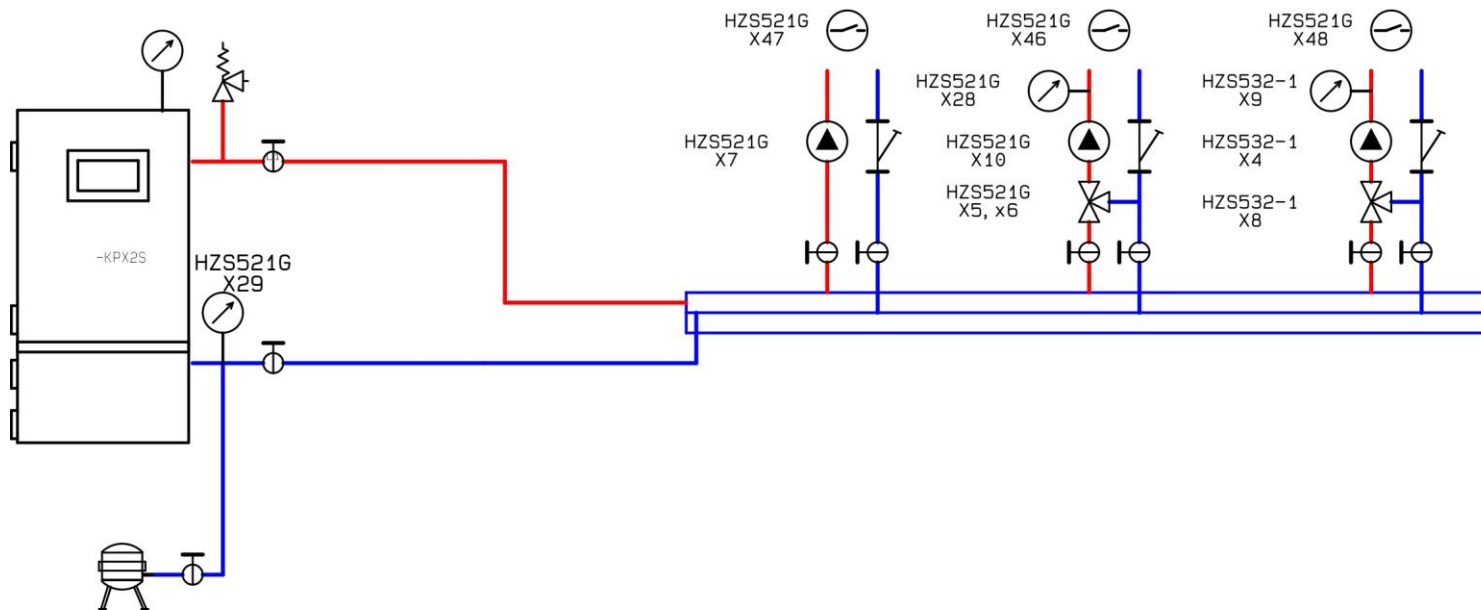 HZS521G
X47
HZS521G
X46
HZS521G
X48
HZS521G
X28
HZS532-1
X9
HZS521G
X7
HZS521G
X10
HZS532-1
X4
HZS521G
X5, x6
HZS532-1
X8
-KPX2S
HZS521G
X29